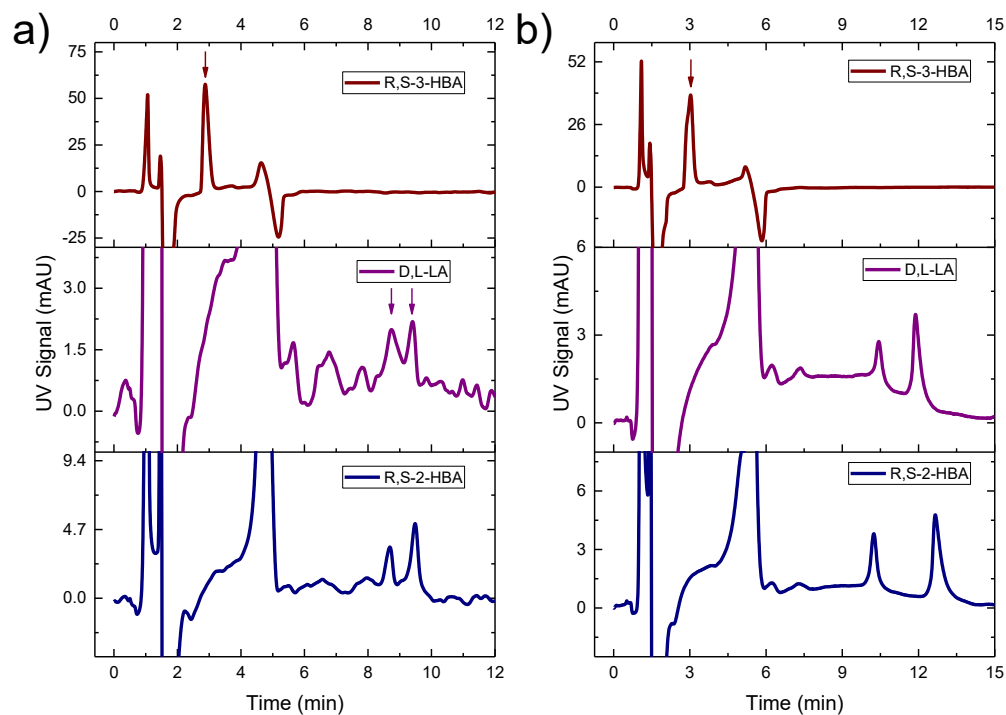 a)
0 2 4 6 8 10 12
75
50
25
0
-25
R,S-3-HBA
3.0
1.5
0.0
D,L-LA
9.4
4.7
0.0
R,S-2-HBA
UV Signal (mAU)
0 2 4 6 8 10 12
Time (min)
b)
0 3 6 9 12 15
52
26
0
R,S-3-HBA
6
3
0
D,L-LA
6
3
0
R,S-2-HBA
UV Signal (mAU)
0 3 6 9 12 15
Time (min)